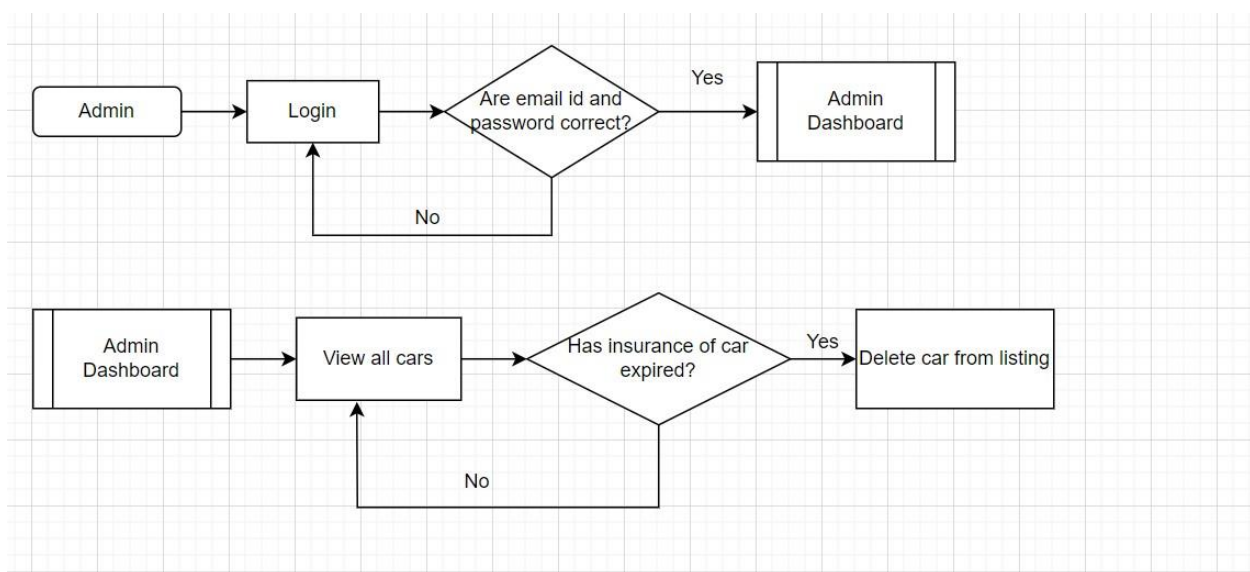 Admin
Login
Are email id and
password correct?
Yes
Admin
Dashboard
No
Admin
Dashboard
View all cars
Has insurance of car
expired?
Yes
Delete car from listing
No